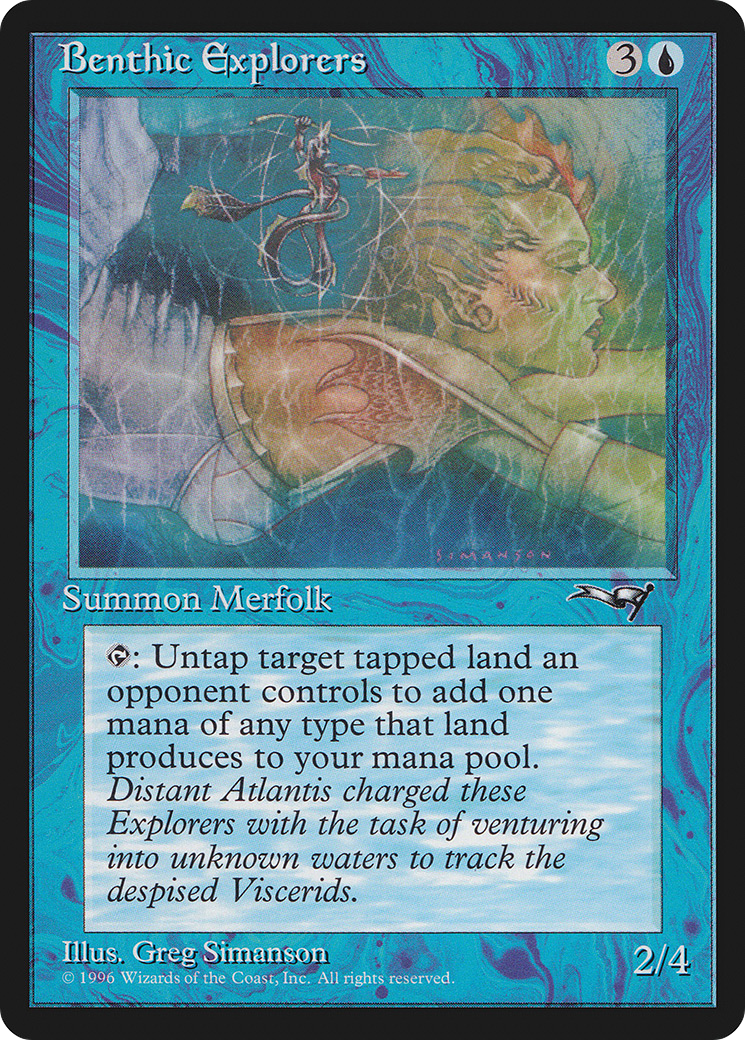 Benthic Explorers 3
SIMANSON
Summon Merfolk
: Untap target tapped land an
opponent controls to add one
mana of any type that land
produces to your mana pool.
Distant Atlantis charged these
Explorers with the task of venturing
into unknown waters to track the
despised Viscerids.
Illus. Greg Simanson
© 1996 Wizards of the Coast, Inc. All rights reserved.
2/4